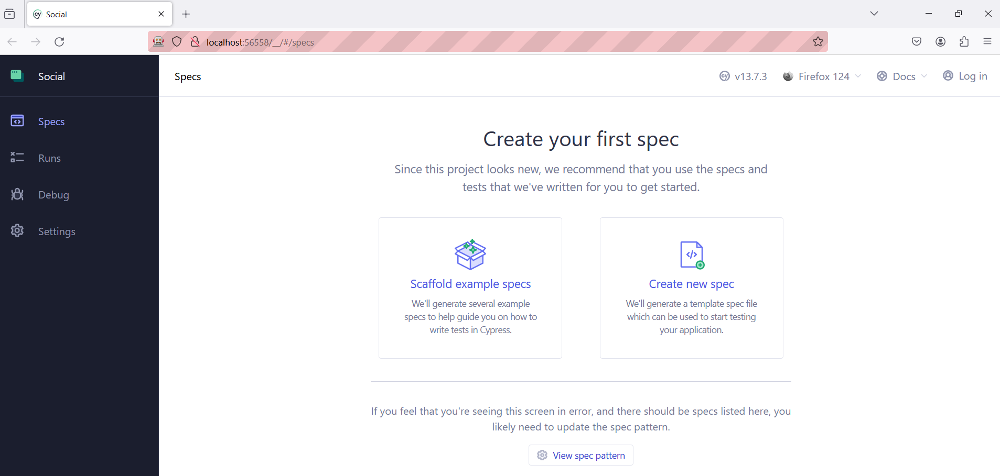 Social
localhost:56558/__/#/specs
Social
Specs
v13.7.3
Firefox 124
Docs
Log in
Specs
Runs
Debug
Settings
Create your first spec
Since this project looks new, we recommend that you use the specs and
tests that we've written for you to get started.
Scaffold example specs
We'll generate several example
specs to help guide you on how to
write tests in Cypress.
Create new spec
We'll generate a template spec file
which can be used to start testing
your application.
If you feel that you're seeing this screen in error, and there should be specs listed here, you
likely need to update the spec pattern.
View spec pattern